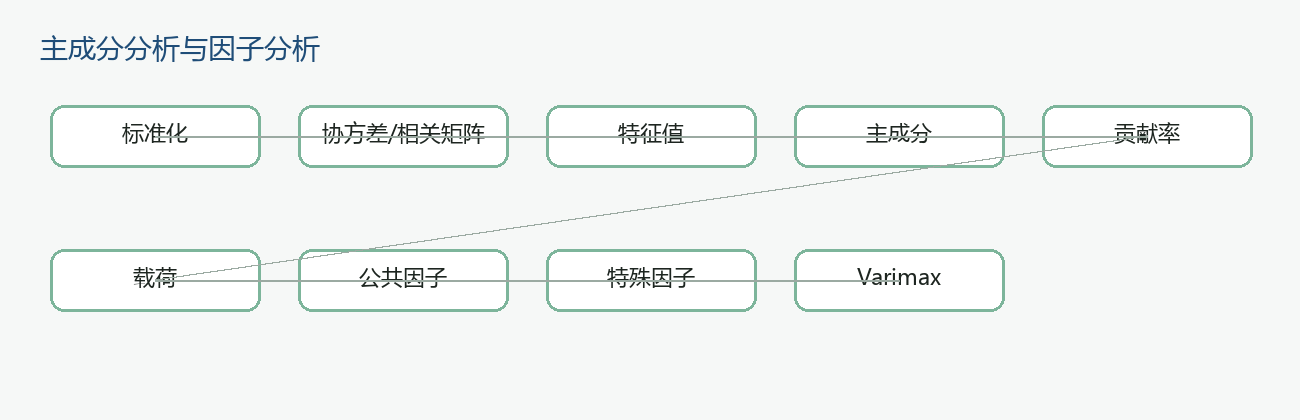 主成分分析与因子分析
标准化
协方差/相关矩阵
特征值
主成分
贡献率
载荷
公共因子
特殊因子
Varimax